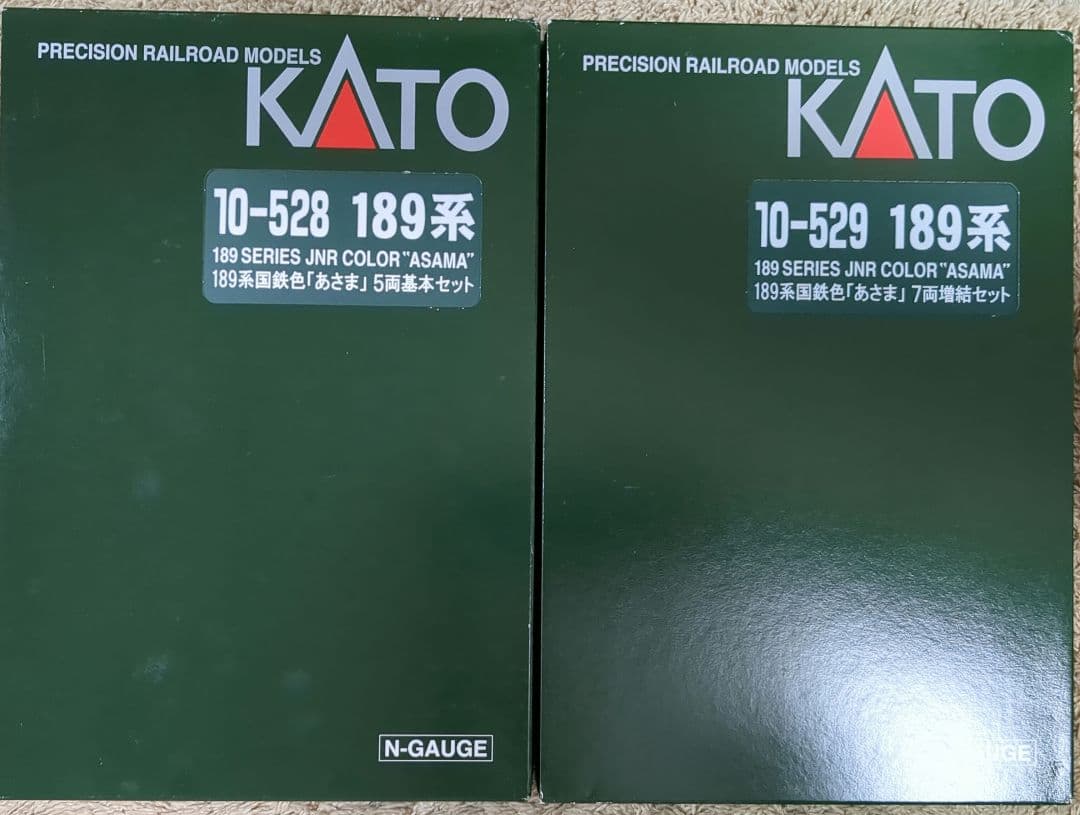 PRECISION RAILROAD MODELS
KATO
10-528 189系
189 SERIES JNR COLOR "ASAMA"
189系国鉄色「あさま」5両基本セット
N-GAUGE
PRECISION RAILROAD MODELS
KATO
10-529 189系
189 SERIES JNR COLOR "ASAMA"
189系国鉄色「あさま」7両増結セット